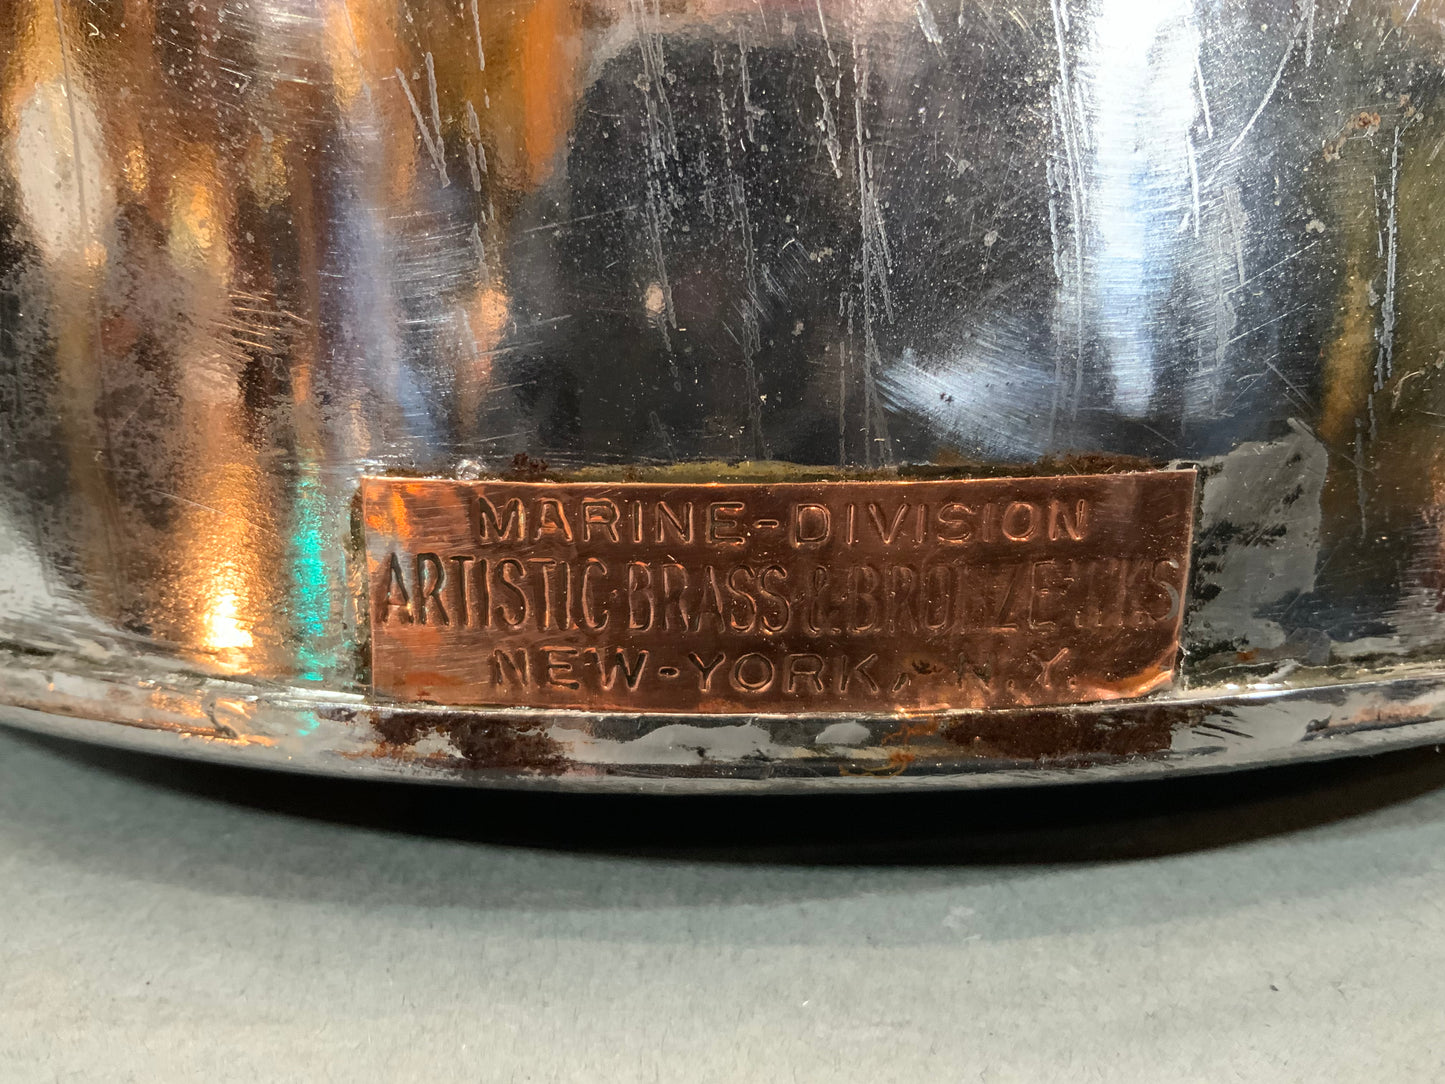 MARINE-DIVISION
ARTISTIC·BRASS·&·BRONZE·WKS
NEW-YORK, N.Y.